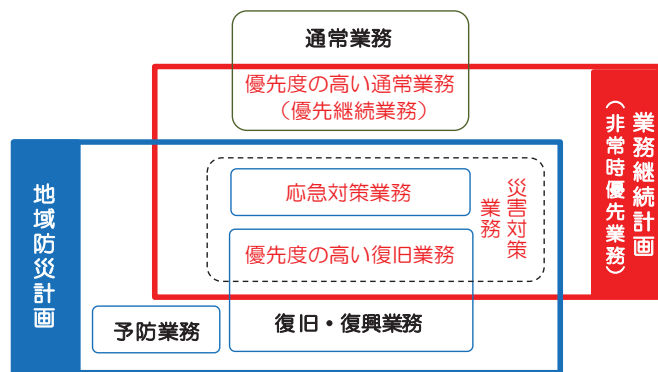 通常業務
優先度の高い通常業務
(優先継続業務)
業務継続計画
(非常時優先業務)
地域防災計画
応急対策業務
災害対策
業務
優先度の高い復旧業務
予防業務
復旧・復興業務